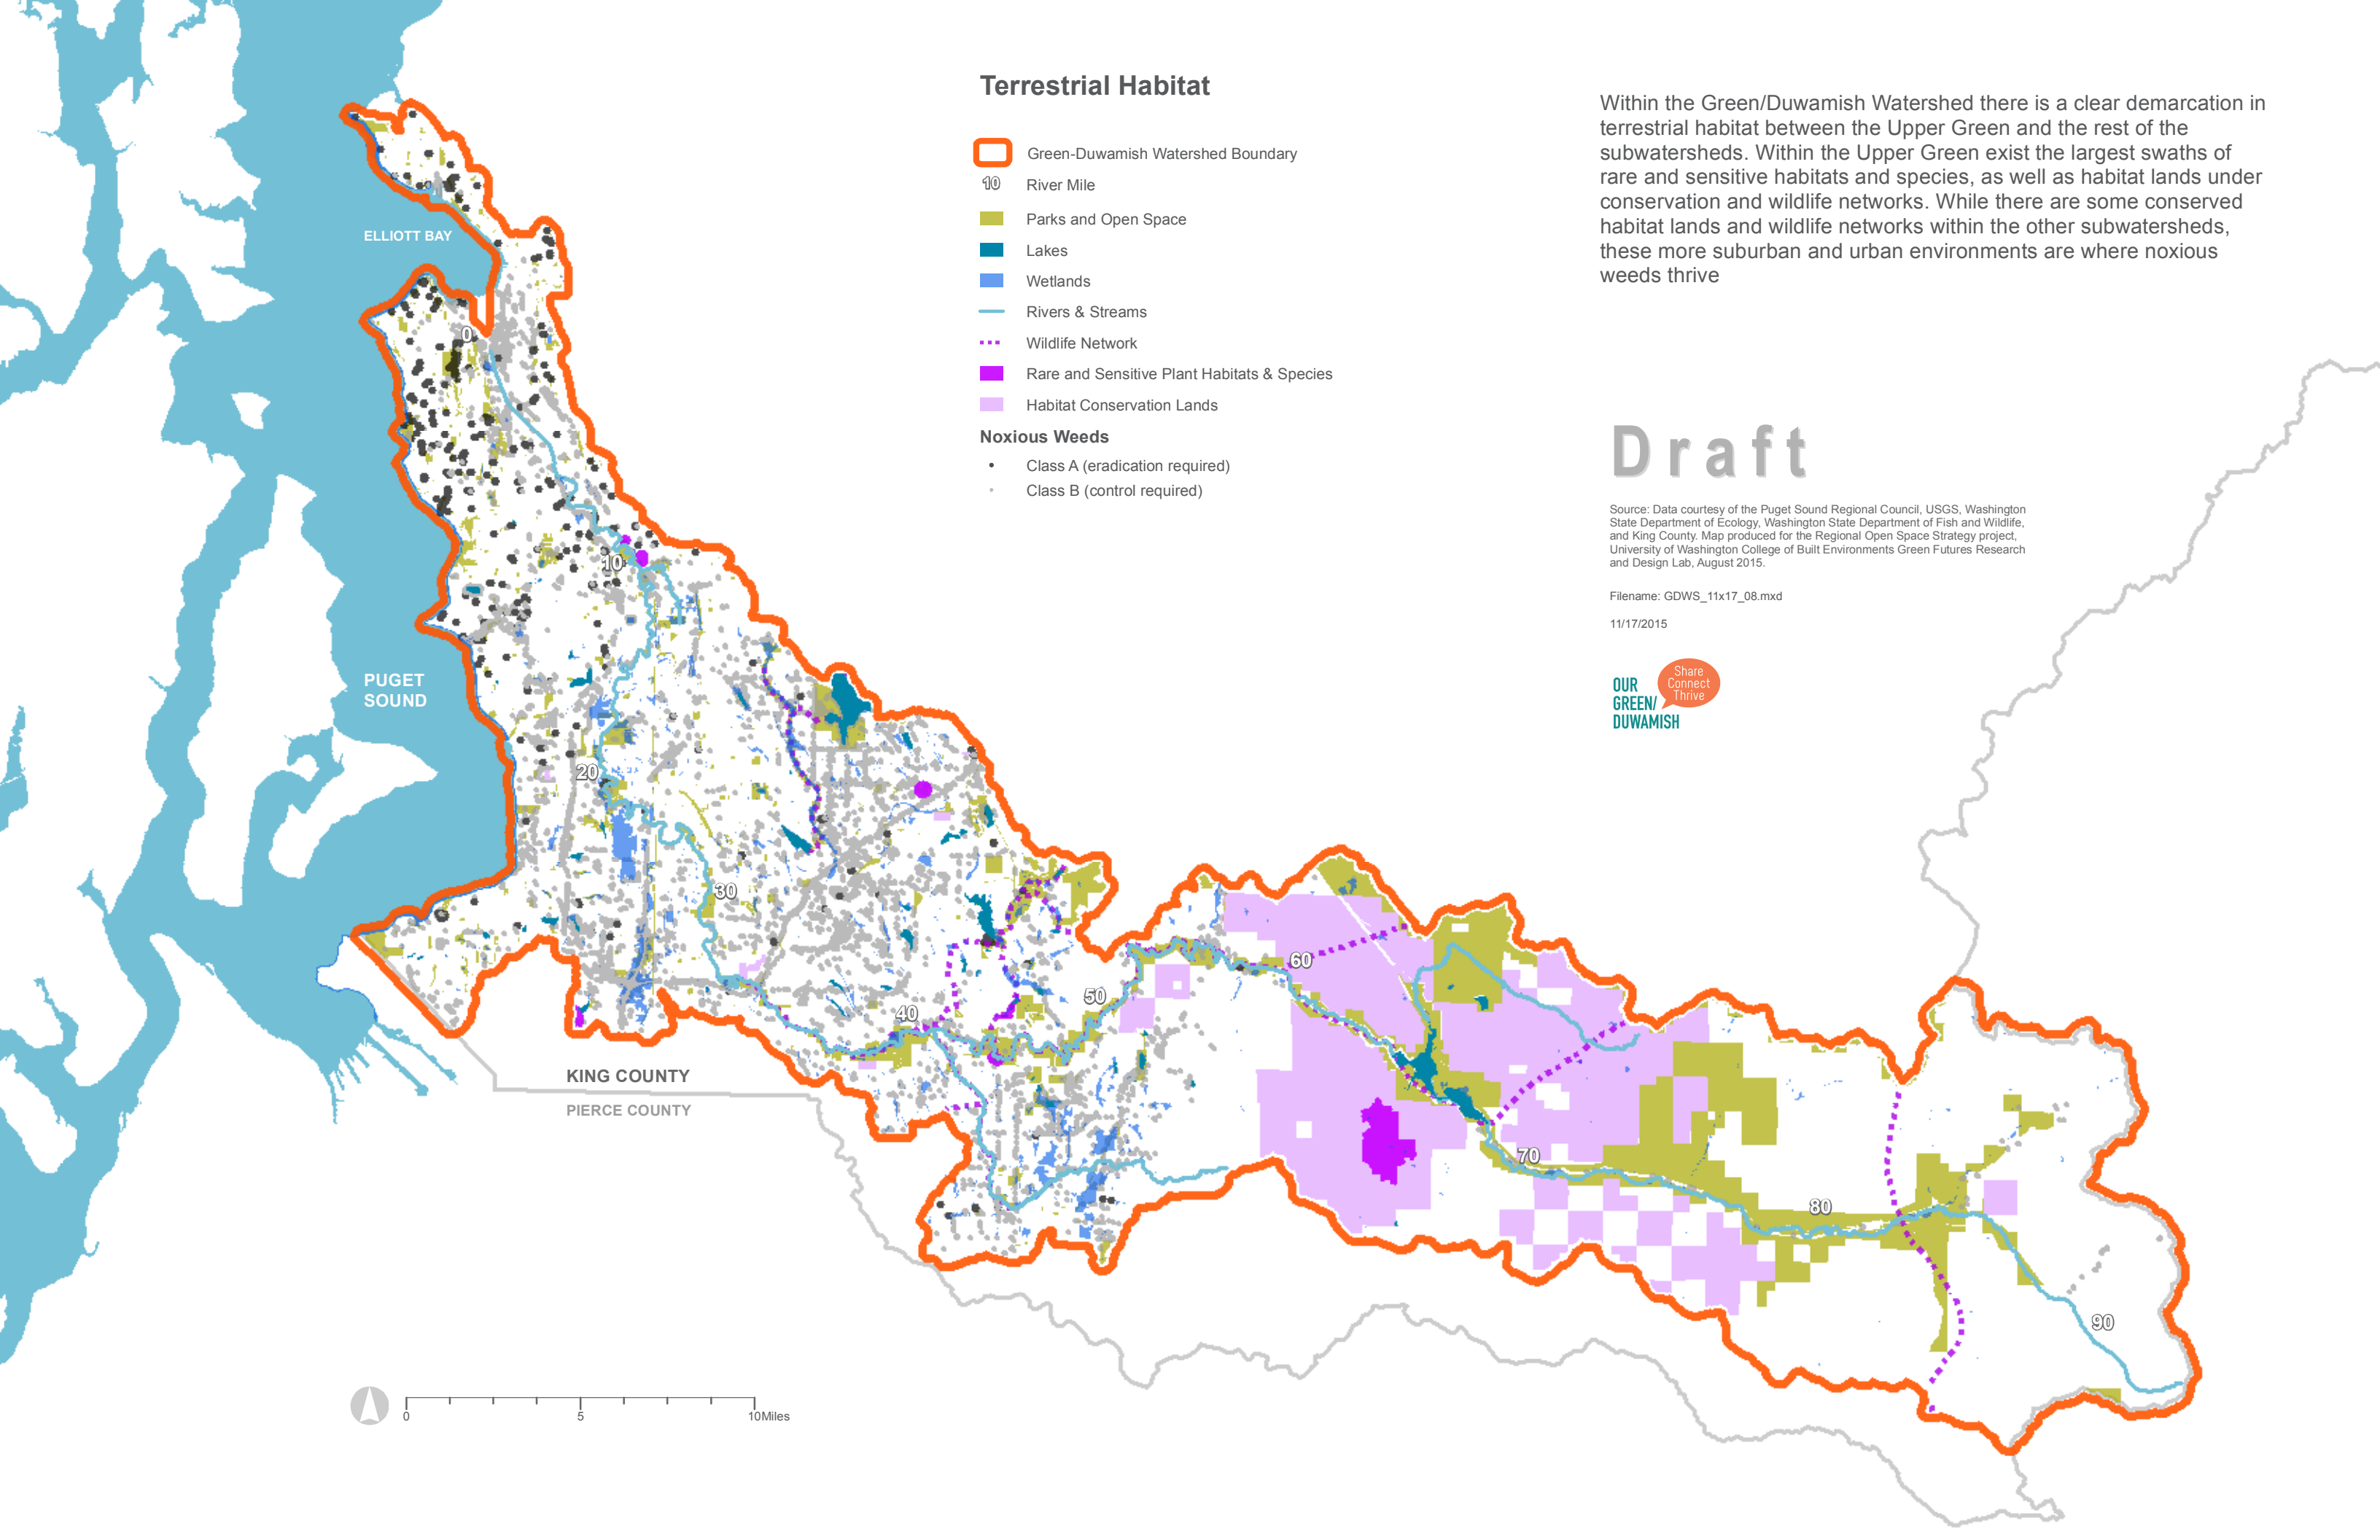 Terrestrial Habitat
Green-Duwamish Watershed Boundary
10 River Mile
Parks and Open Space
Lakes
Wetlands
Rivers & Streams
Wildlife Network
Rare and Sensitive Plant Habitats & Species
Habitat Conservation Lands
Noxious Weeds
Class A (eradication required)
Class B (control required)
Within the Green/Duwamish Watershed there is a clear demarcation in
terrestrial habitat between the Upper Green and the rest of the
subwatersheds. Within the Upper Green exist the largest swaths of
rare and sensitive habitats and species, as well as habitat lands under
conservation and wildlife networks. While there are some conserved
habitat lands and wildlife networks within the other subwatersheds,
these more suburban and urban environments are where noxious
weeds thrive
Draft
Source: Data courtesy of the Puget Sound Regional Council, USGS, Washington
State Department of Ecology, Washington State Department of Fish and Wildlife,
and King County. Map produced for the Regional Open Space Strategy project,
University of Washington College of Built Environments Green Futures Research
and Design Lab, August 2015.
Filename: GDWS_11x17_08.mxd
11/17/2015
OUR
GREEN/
DUWAMISH
Share
Connect
Thrive
ELLIOTT BAY
0
10
PUGET
SOUND
20
30
40
50
60
70
80
90
KING COUNTY
PIERCE COUNTY
0 5 10Miles